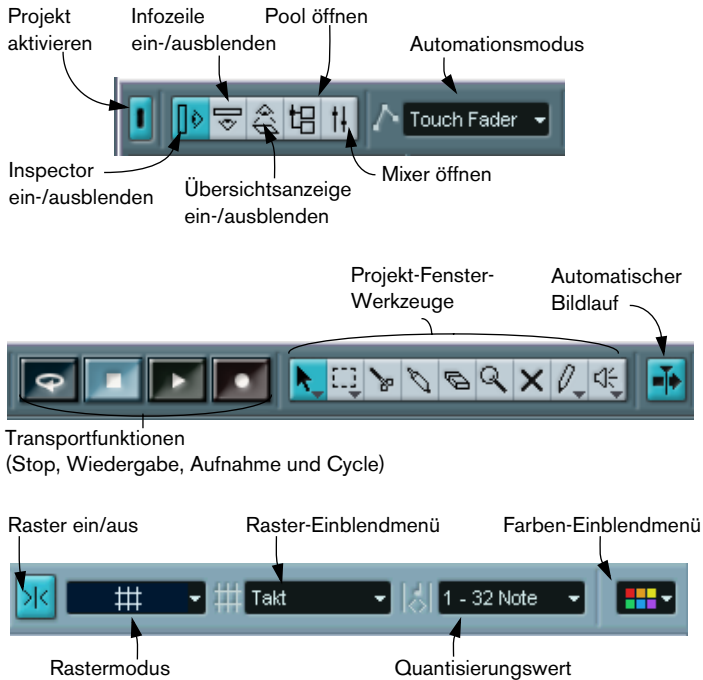 Projekt
aktivieren
Infozeile
ein-/ausblenden
Pool öffnen
Automationsmodus
Touch Fader
Inspector
ein-/ausblenden
Übersichtsanzeige
ein-/ausblenden
Mixer öffnen
Projekt-Fenster-
Werkzeuge
Automatischer
Bildlauf
Transportfunktionen
(Stop, Wiedergabe, Aufnahme und Cycle)
Raster ein/aus
Raster-Einblendmenü
Farben-Einblendmenü
Takt
1 - 32 Note
Rastermodus
Quantisierungswert